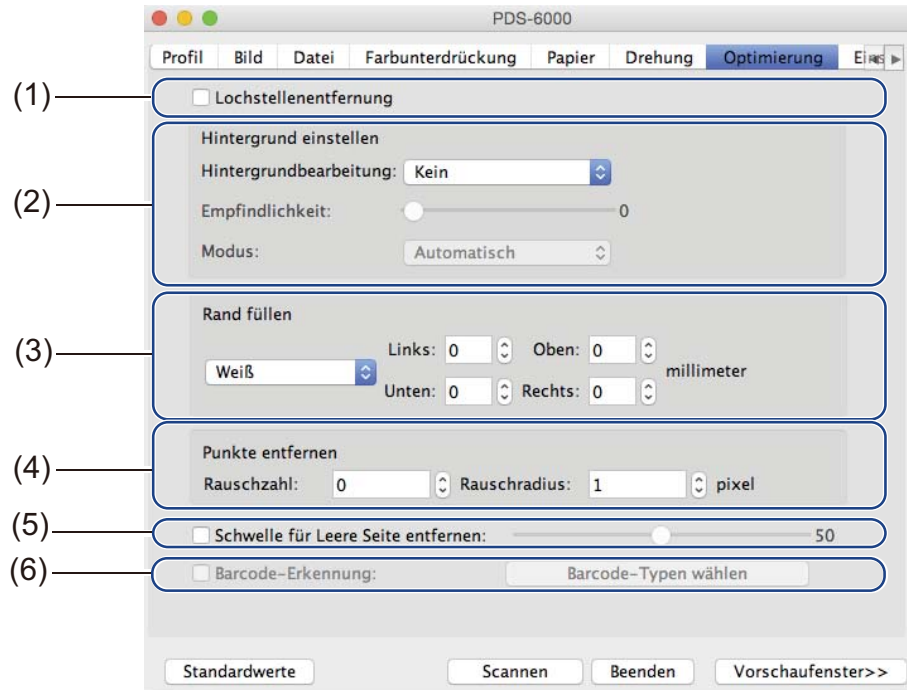 PDS-6000
Profil Bild Datei Farbunterdrückung Papier Drehung Optimierung
(1) Lochstellenentfernung
(2)
Hintergrund einstellen
Hintergrundbearbeitung: Kein
Empfindlichkeit: 0
Modus: Automatisch
(3)
Rand füllen
Weiß
Links: 0 Oben: 0
Unten: 0 Rechts: 0
millimeter
(4)
Punkte entfernen
Rauschzahl: 0 Rauschradius: 1 pixel
(5) Schwelle für Leere Seite entfernen: 50
(6) Barcode-Erkennung: Barcode-Typen wählen
Standardwerte Scannen Beenden Vorschaufenster>>